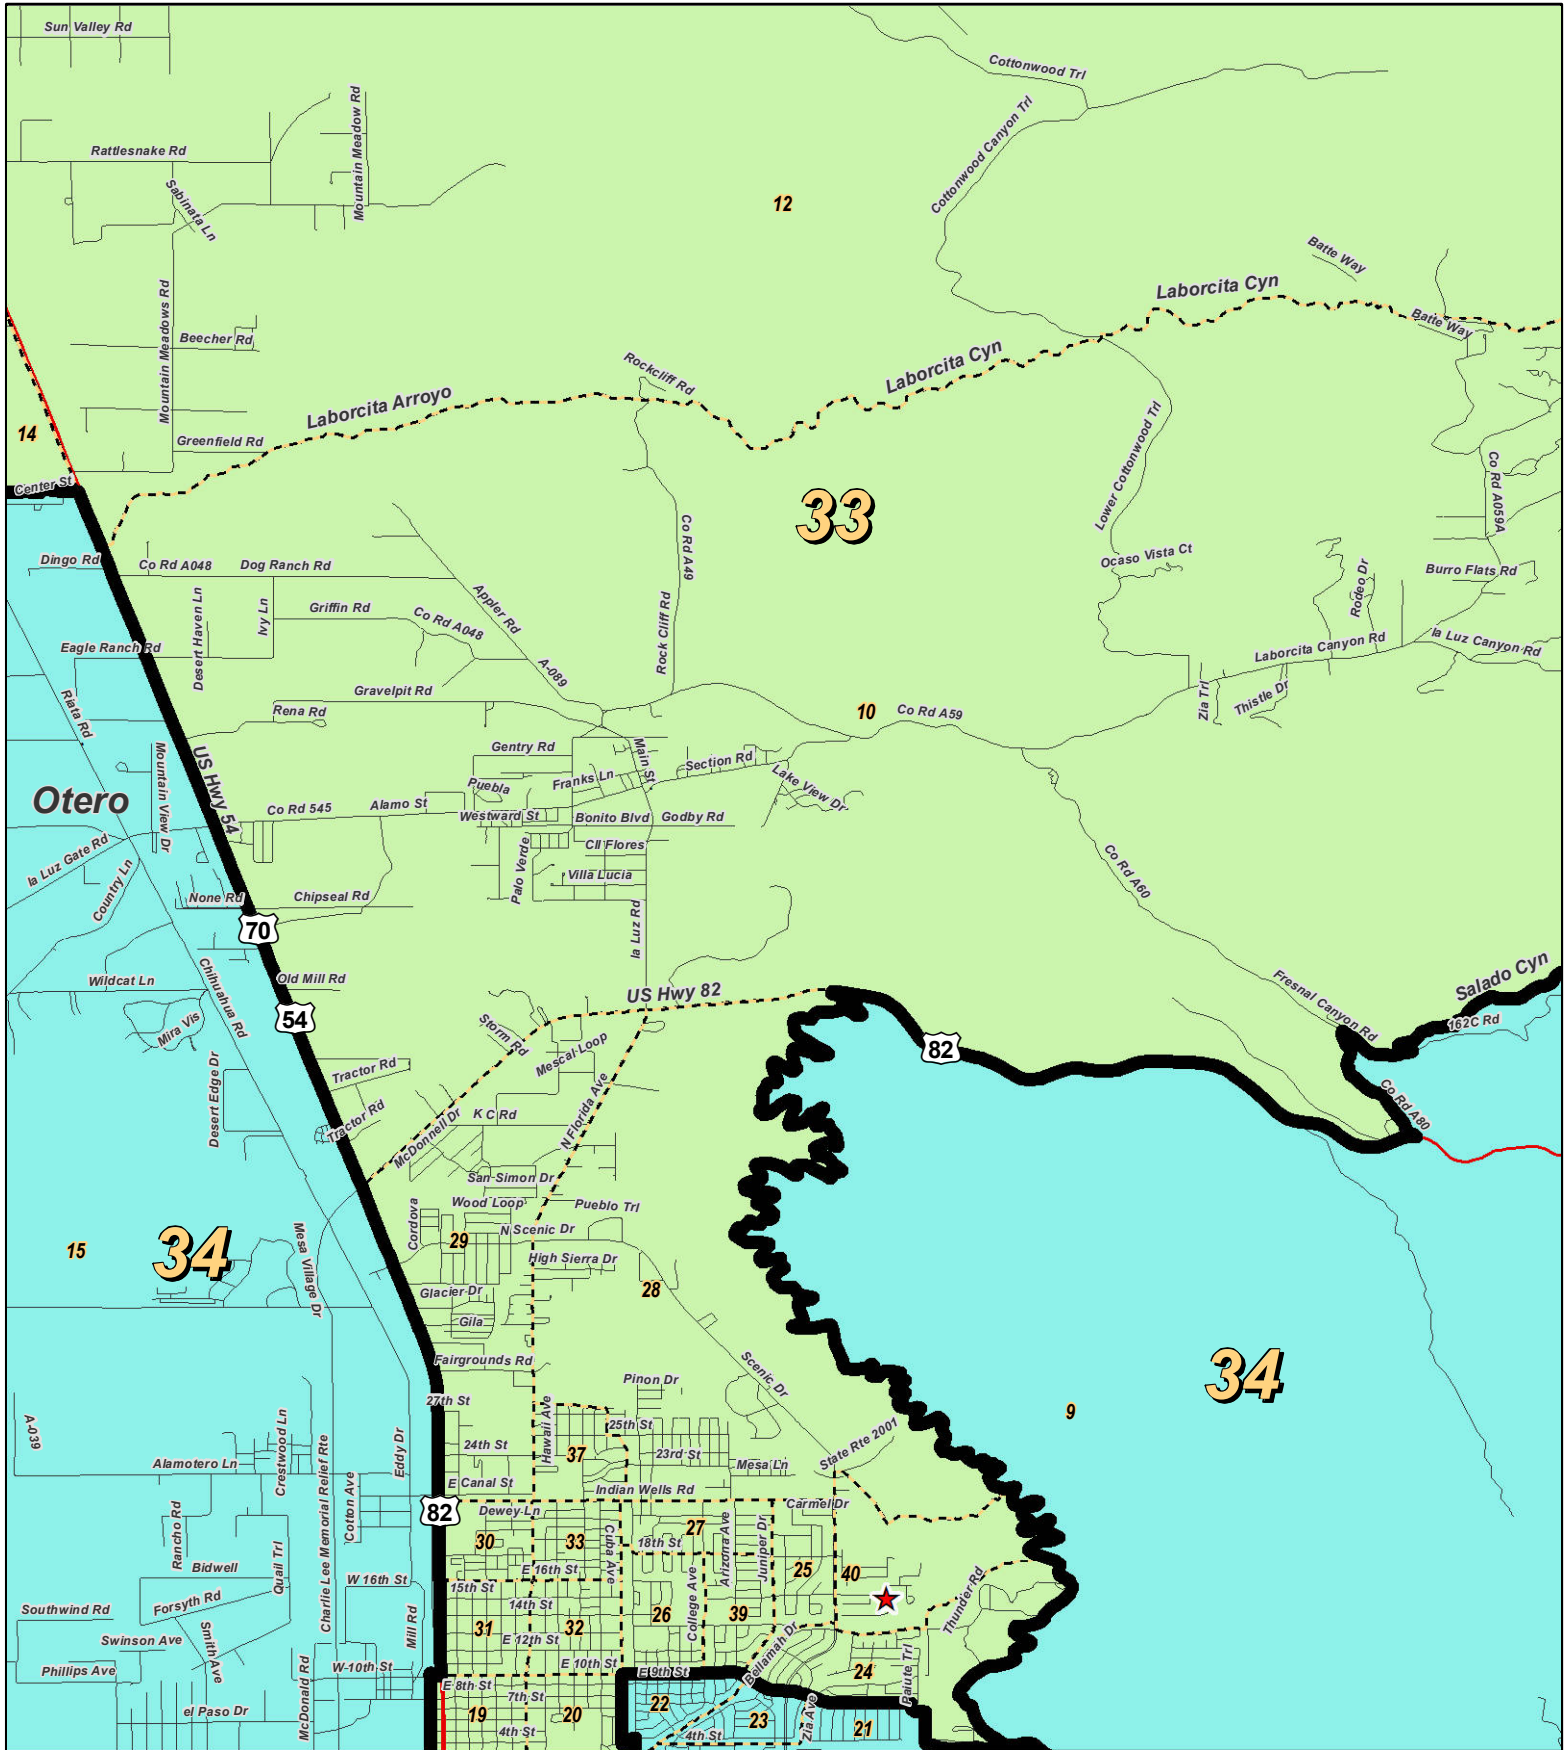 Sun Valley Rd
Cottonwood Trl
Mountain Meadow Rd
Cottonwood Canyon Trl
Rattlesnake Rd
Sabinata Ln
12
Batte Way
Laborcita Cyn
Mountain Meadows Rd
Batte Way
Beecher Rd
Laborcita Cyn
Rockcliff Rd
Laborcita Arroyo
14
Greenfield Rd
Lower Cottonwood Trl
Co Rd A059A
Center St
33
Co Rd A49
Dingo Rd
Co Rd A048
Dog Ranch Rd
Ocaso Vista Ct
Burro Flats Rd
Rodeo Dr
Desert Haven Ln
Ivy Ln
Griffin Rd
Co Rd A048
Appler Rd
Rock Cliff Rd
Eagle Ranch Rd
Laborcita Canyon Rd
la Luz Canyon Rd
A-089
Gravelpit Rd
Zia Trl
Thistle Dr
Riata Rd
Rena Rd
10
Co Rd A59
Gentry Rd
Main St
Section Rd
Mountain View Dr
US Hwy 54
Puebla
Franks Ln
Lake View Dr
Otero
Co Rd 545
Alamo St
Westward St
Bonito Blvd
Godby Rd
la Luz Gate Rd
Cll Flores
Palo Verde
Villa Lucia
Country Ln
Co Rd A60
None Rd
Chipseal Rd
70
la Luz Rd
Old Mill Rd
Wildcat Ln
Chihuahua Rd
US Hwy 82
Fresnal Canyon Rd
Salado Cyn
162C Rd
54
Mira Vis
Storm Rd
Mescal Loop
82
Tractor Rd
Desert Edge Dr
Tractor Rd
McDonnell Dr
K C Rd
N Florida Ave
Co Rd A80
San Simon Dr
Wood Loop
Pueblo Trl
Cordova
N Scenic Dr
29
15
34
Mesa Village Dr
High Sierra Dr
28
Glacier Dr
Gila
Fairgrounds Rd
Scenic Dr
Pinon Dr
34
27th St
9
A-039
Crestwood Ln
Hawaii Ave
25th St
State Rte 2001
24th St
37
23rd St
Mesa Ln
Alamotero Ln
Eddy Dr
E Canal St
Indian Wells Rd
Carmel Dr
Charlie Lee Memorial Relief Rte
Cotton Ave
82
Dewey Ln
Rancho Rd
30
33
Cuba Ave
27
18th St
Arizona Ave
Juniper Dr
Bidwell
Quail Trl
W 16th St
E 16th St
25
40
15th St
Thunder Rd
Southwind Rd
Forsyth Rd
14th St
31
32
26
College Ave
39
Swinson Ave
Smith Ave
Mill Rd
E 12th St
Bellamah Dr
Phillips Ave
W 10th St
E 10th St
E 9th St
24
Paiute Trl
McDonald Rd
E 8th St
7th St
el Paso Dr
19
20
22
23
Zia Ave
21
4th St
4th St